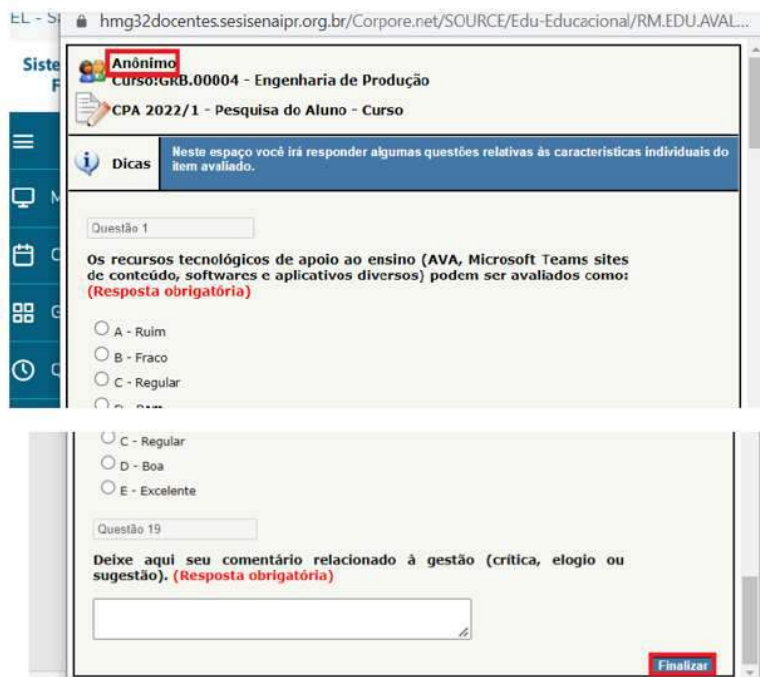 EL - SI
hmg32docentes.sesisenaipr.org.br/Corpore.net/SOURCE/Edu-Educacional/RM.EDU.AVAL...
Siste
F
Anônimo
Curso:GRB.00004 - Engenharia de Produção
CPA 2022/1 - Pesquisa do Aluno - Curso
Dicas
Neste espaço você irá responder algumas questões relativas às características individuais do
item avaliado.
M
C
G
Q
Questão 1
Os recursos tecnológicos de apoio ao ensino (AVA, Microsoft Teams sites
de conteúdo, softwares e aplicativos diversos) podem ser avaliados como:
(Resposta obrigatória)
A - Ruim
B - Fraco
C - Regular
C - Regular
D - Boa
E - Excelente
Questão 19
Deixe aqui seu comentário relacionado à gestão (crítica, elogio ou
sugestão). (Resposta obrigatória)
Finalizar